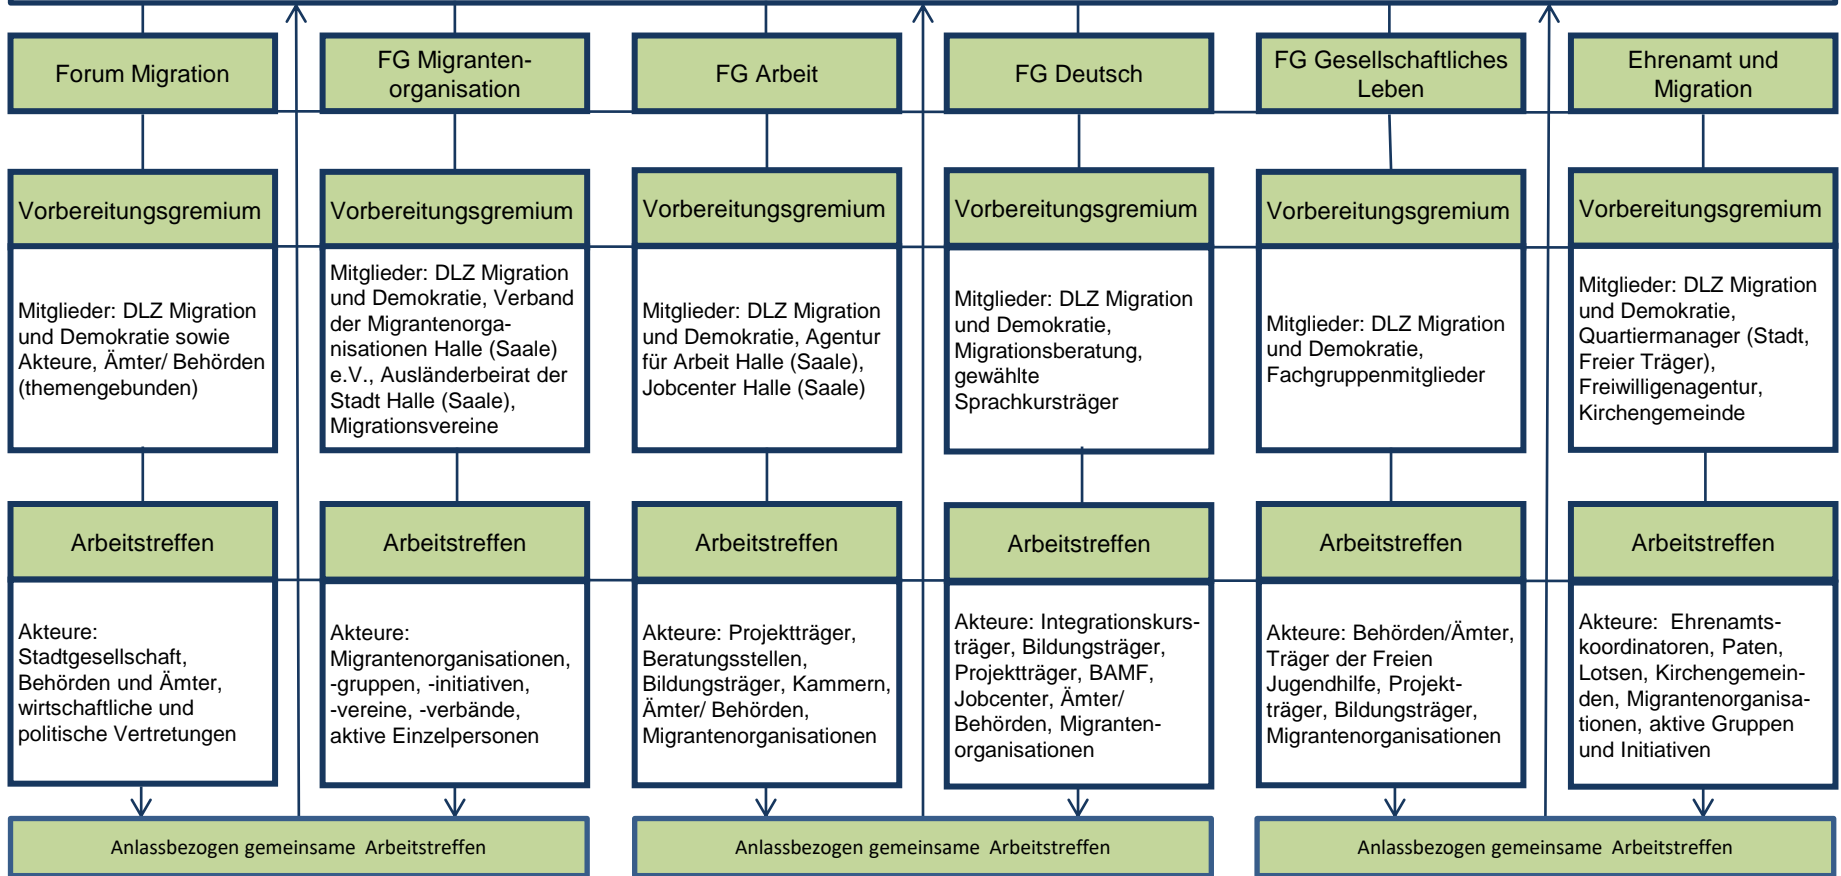 Forum Migration
FG Migranten-
organisation
FG Arbeit
FG Deutsch
FG Gesellschaftliches
Leben
Ehrenamt und
Migration
Vorbereitungsgremium
Vorbereitungsgremium
Vorbereitungsgremium
Vorbereitungsgremium
Vorbereitungsgremium
Vorbereitungsgremium
Mitglieder: DLZ Migration
und Demokratie sowie
Akteure, Ämter/ Behörden
(themengebunden)
Mitglieder: DLZ Migration
und Demokratie, Verband
der Migrantenorga-
nisationen Halle (Saale)
e.V., Ausländerbeirat der
Stadt Halle (Saale),
Migrationsvereine
Mitglieder: DLZ Migration
und Demokratie, Agentur
für Arbeit Halle (Saale),
Jobcenter Halle (Saale)
Mitglieder: DLZ Migration
und Demokratie,
Migrationsberatung,
gewählte
Sprachkursträger
Mitglieder: DLZ Migration
und Demokratie,
Fachgruppenmitglieder
Mitglieder: DLZ Migration
und Demokratie,
Quartiermanager (Stadt,
Freier Träger),
Freiwilligenagentur,
Kirchengemeinde
Arbeitstreffen
Arbeitstreffen
Arbeitstreffen
Arbeitstreffen
Arbeitstreffen
Arbeitstreffen
Akteure:
Stadtgesellschaft,
Behörden und Ämter,
wirtschaftliche und
politische Vertretungen
Akteure:
Migrantenorganisationen,
-gruppen, -initiativen,
-vereine, -verbände,
aktive Einzelpersonen
Akteure: Projektträger,
Beratungsstellen,
Bildungsträger, Kammern,
Ämter/ Behörden,
Migrantenorganisationen
Akteure: Integrationskurs-
träger, Bildungsträger,
Projektträger, BAMF,
Jobcenter, Ämter/
Behörden, Migranten-
organisationen
Akteure: Behörden/Ämter,
Träger der Freien
Jugendhilfe, Projekt-
träger, Bildungsträger,
Migrantenorganisationen
Akteure: Ehrenamts-
koordinatoren, Paten,
Lotsen, Kirchengemein-
den, Migrantenorganisa-
tionen, aktive Gruppen
und Initiativen
Anlassbezogen gemeinsame Arbeitstreffen
Anlassbezogen gemeinsame Arbeitstreffen
Anlassbezogen gemeinsame Arbeitstreffen